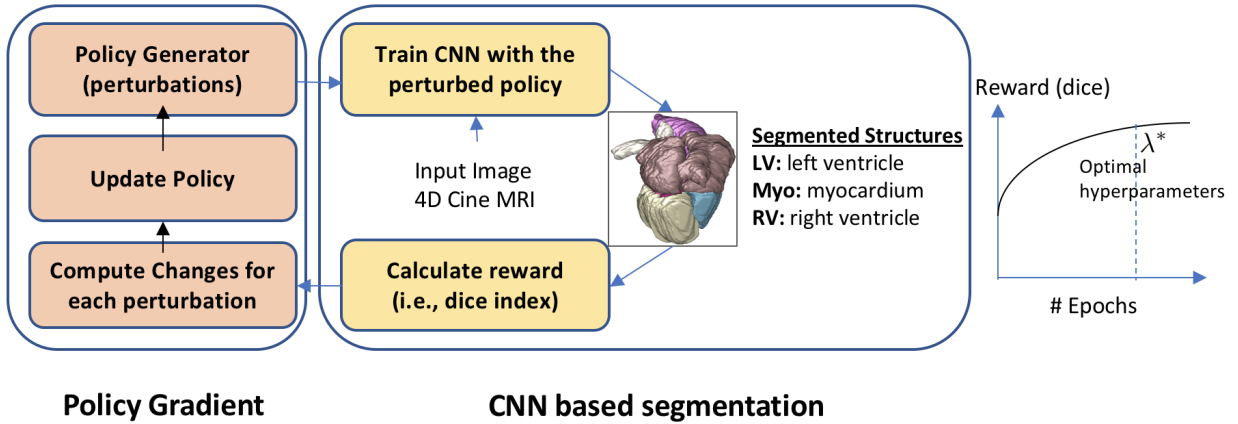 Policy Generator
(perturbations)
Update Policy
Compute Changes for
each perturbation
Policy Gradient
Train CNN with the
perturbed policy
Input Image
4D Cine MRI
Calculate reward
(i.e., dice index)
Segmented Structures
LV: left ventricle
Myo: myocardium
RV: right ventricle
CNN based segmentation
Reward (dice)
λ*
Optimal
hyperparameters
# Epochs